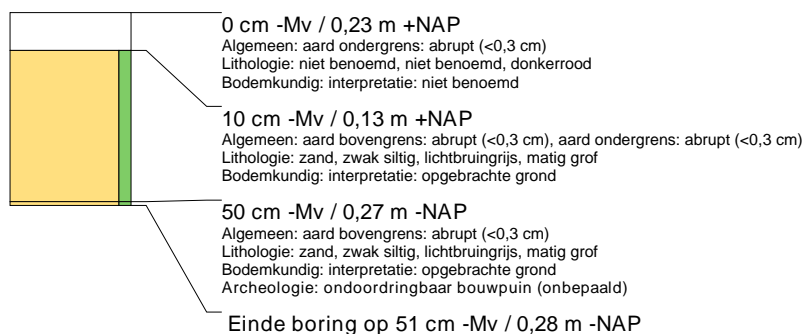 0 cm -Mv / 0,23 m +NAP
Algemeen: aard ondergrens: abrupt (<0,3 cm)
Lithologie: niet benoemd, niet benoemd, donkerrood
Bodemkundig: interpretatie: niet benoemd
10 cm -Mv / 0,13 m +NAP
Algemeen: aard bovengrens: abrupt (<0,3 cm), aard ondergrens: abrupt (<0,3 cm)
Lithologie: zand, zwak siltig, lichtbruingrijs, matig grof
Bodemkundig: interpretatie: opgebrachte grond
50 cm -Mv / 0,27 m -NAP
Algemeen: aard bovengrens: abrupt (<0,3 cm)
Lithologie: zand, zwak siltig, lichtbruingrijs, matig grof
Bodemkundig: interpretatie: opgebrachte grond
Archeologie: ondoordringbaar bouwpuin (onbepaald)
Einde boring op 51 cm -Mv / 0,28 m -NAP